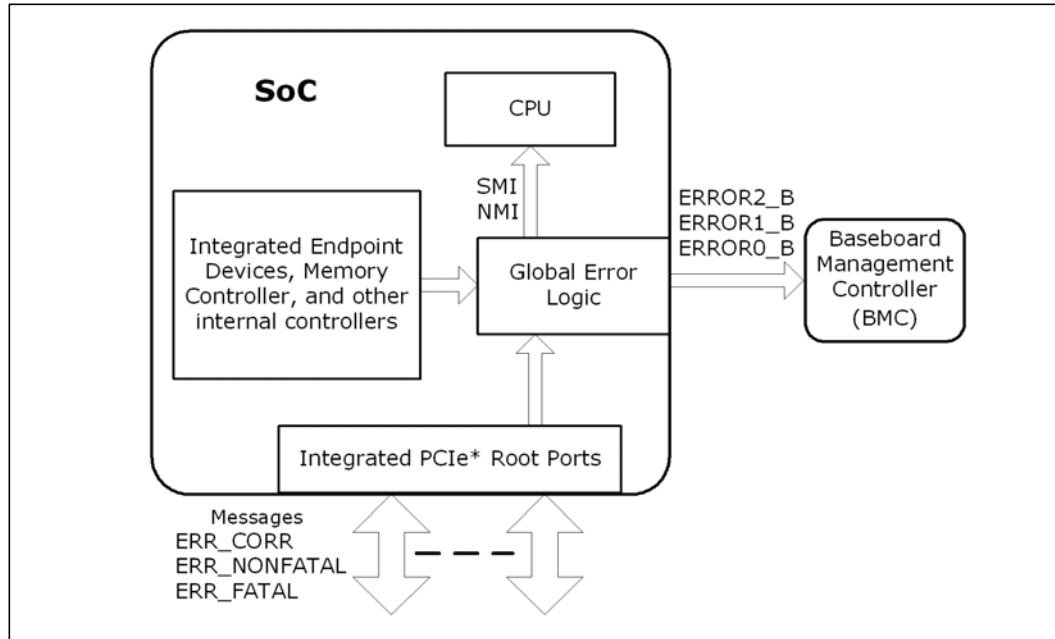 SoC
CPU
SMI
NMI
ERROR2_B
ERROR1_B
ERROR0_B
Integrated Endpoint
Devices, Memory
Controller, and other
internal controllers
Global Error
Logic
Baseboard
Management
Controller
(BMC)
Integrated PCIe* Root Ports
Messages
ERR_CORR
ERR_NONFATAL
ERR_FATAL